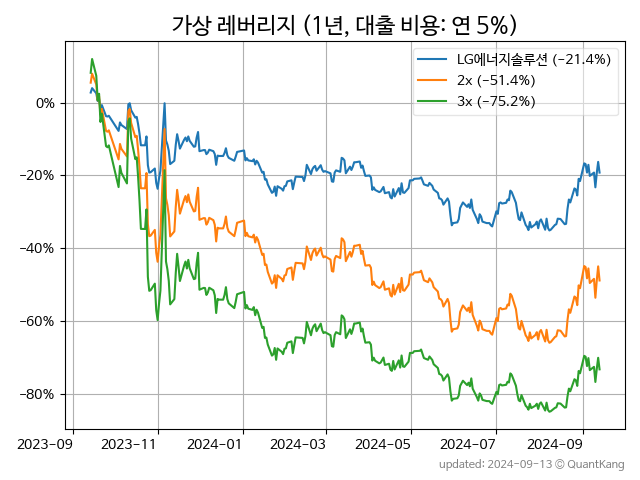 가상 레버리지 (1년, 대출 비용: 연 5%)
LG에너지솔루션 (−21.4%)
2x (−51.4%)
3x (−75.2%)
0%
−20%
−40%
−60%
−80%
2023−09 2023−11 2024−01 2024−03 2024−05 2024−07 2024−09
updated: 2024−09−13 ⓒ QuantKang